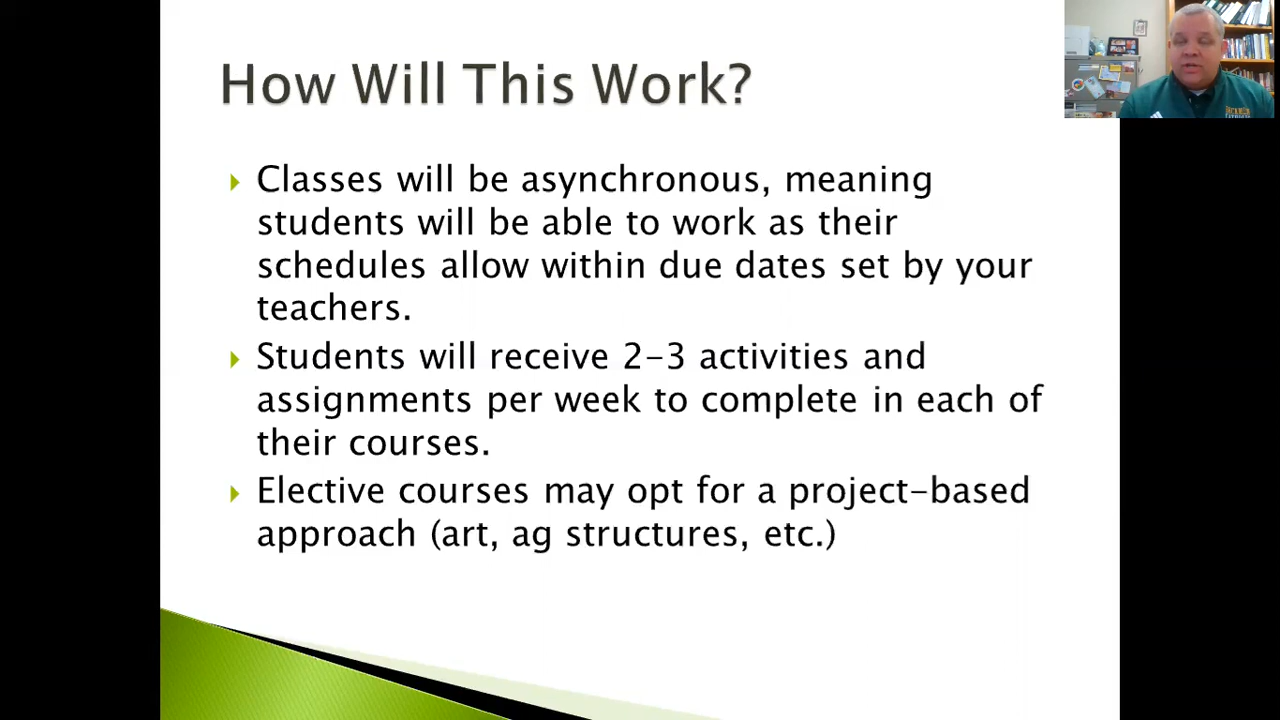 How Will This Work?
Classes will be asynchronous, meaning
students will be able to work as their
schedules allow within due dates set by your
teachers.
Students will receive 2-3 activities and
assignments per week to complete in each of
their courses.
Elective courses may opt for a project-based
approach (art, ag structures, etc.)